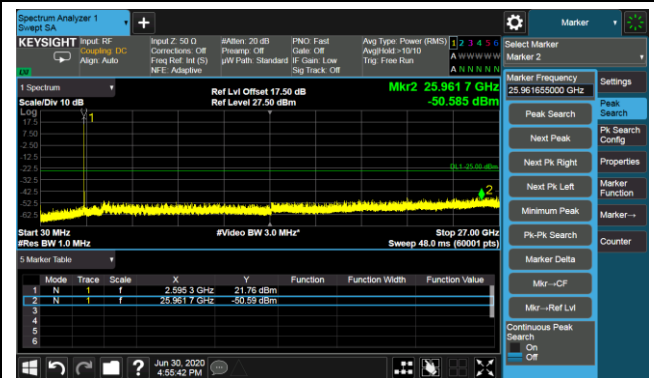 Spectrum Analyzer 1
Swept SA
Marker
KEYSIGHT Input: RF
Coupling: DC
Align: Auto
Input Z: 50 Ω
Corrections: Off
Freq Ref: Int (S)
NFE: Adaptive
#Atten: 20 dB
Preamp: Off
µW Path: Standard
PNO: Fast
Gate: Off
IF Gain: Low
Sig Track: Off
Avg Type: Power (RMS)
Avg|Hold:>10/10
Trig: Free Run
1 2 3 4 5 6
A W W W W W
A N N N N N
Select Marker
Marker 2
1 Spectrum
Scale/Div 10 dB
Ref Lvl Offset 17.50 dB
Ref Level 27.50 dBm
Mkr2 25.961 7 GHz
-50.585 dBm
Log
17.5
7.50
-2.50
-12.5
-22.5
-32.5
-42.5
-52.5
-62.5
1
DL1 -25.00 dBm
2
Start 30 MHz
#Res BW 1.0 MHz
#Video BW 3.0 MHz*
Stop 27.00 GHz
Sweep 48.0 ms (60001 pts)
5 Marker Table
Mode Trace Scale X Y Function Function Width Function Value
1 N 1 f 2.595 3 GHz 21.76 dBm
2 N 1 f 25.961 7 GHz -50.59 dBm
3
4
5
6
Marker Frequency
25.961655000 GHz
Peak Search
Next Peak
Next Pk Right
Next Pk Left
Minimum Peak
Pk-Pk Search
Marker Delta
Mkr→CF
Mkr→Ref Lvl
Continuous Peak
Search
On
Off
Settings
Peak
Search
Pk Search
Config
Properties
Marker
Function
Marker→
Counter
Jun 30, 2020
4:55:42 PM